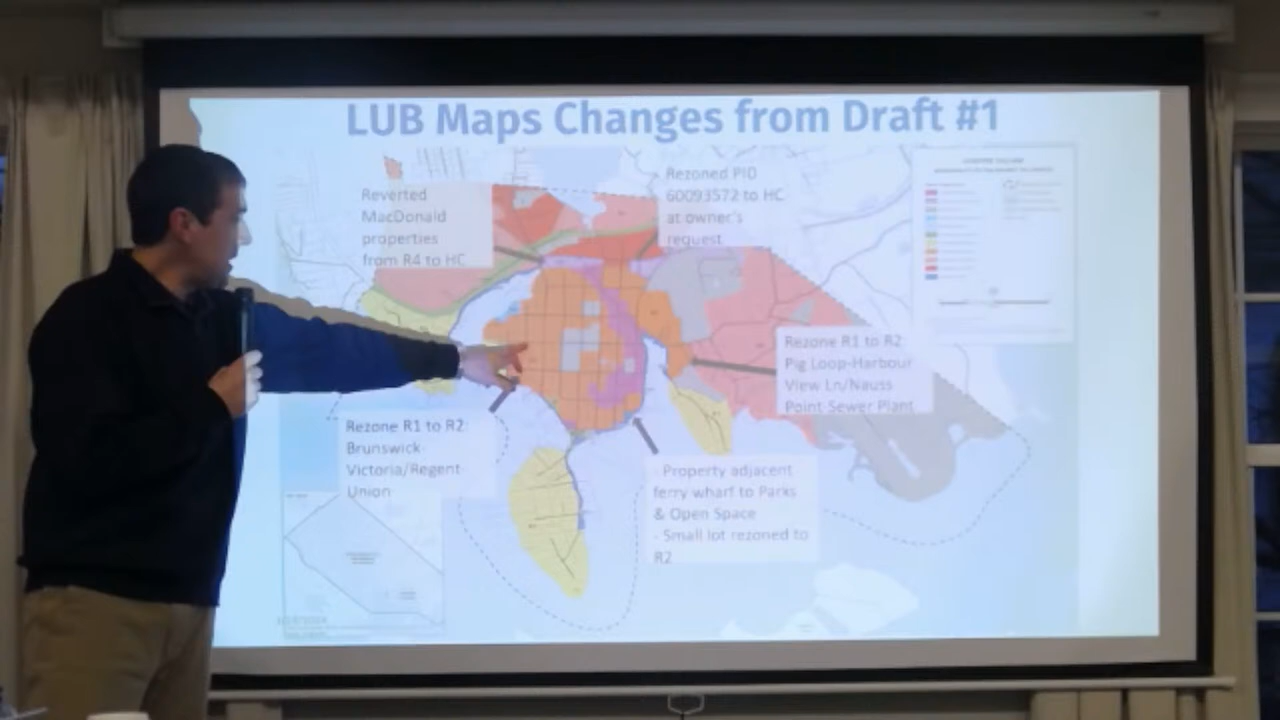 LUB Maps Changes from Draft #1
Reverted
MacDonald
properties
from R4 to HC
Rezoned PID
60093572 to HC
at owner's
request
Rezone R1 to R2:
Pig Loop-Harbour
View Ln/Nauss
Point Sewer Plant
Rezone R1 to R2:
Brunswick-
Victoria/Regent-
Union
- Property adjacent
ferry wharf to Parks
& Open Space
- Small lot rezoned to
R2